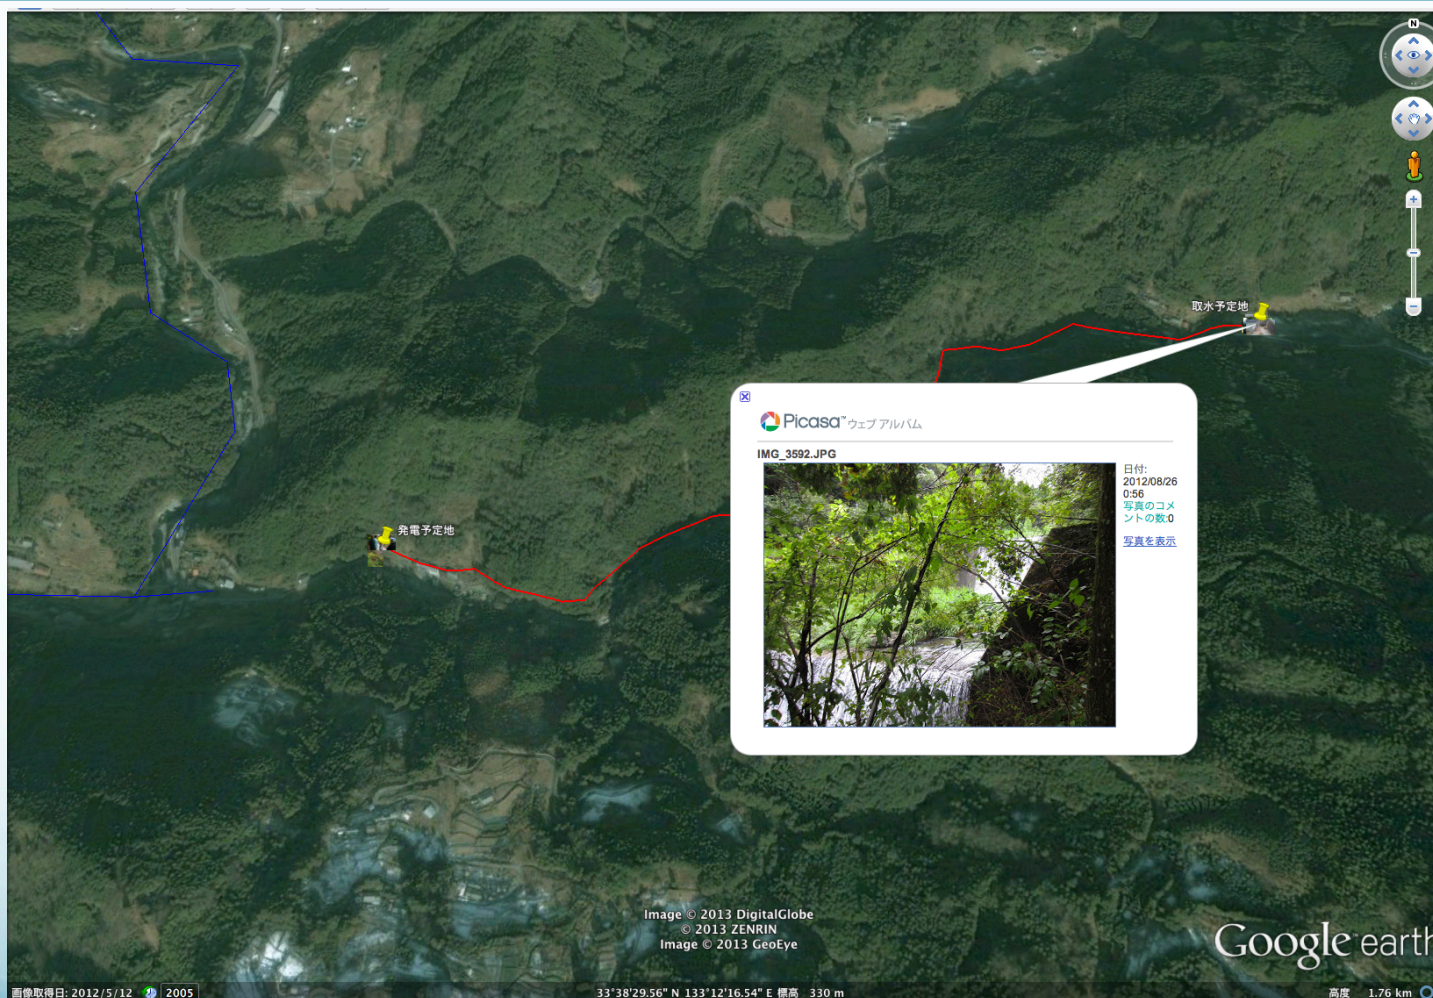 N
取水予定地
発電予定地
Picasa™ ウェブ アルバム
IMG_3592.JPG
日付:
2012/08/26
0:56
写真のコメ
ントの数:0
写真を表示
Image © 2013 DigitalGlobe
© 2013 ZENRIN
Image © 2013 GeoEye
Google earth
画像取得日: 2012/5/12 2005
33°38'29.56" N 133°12'16.54" E 標高 330 m
高度 1.76 km